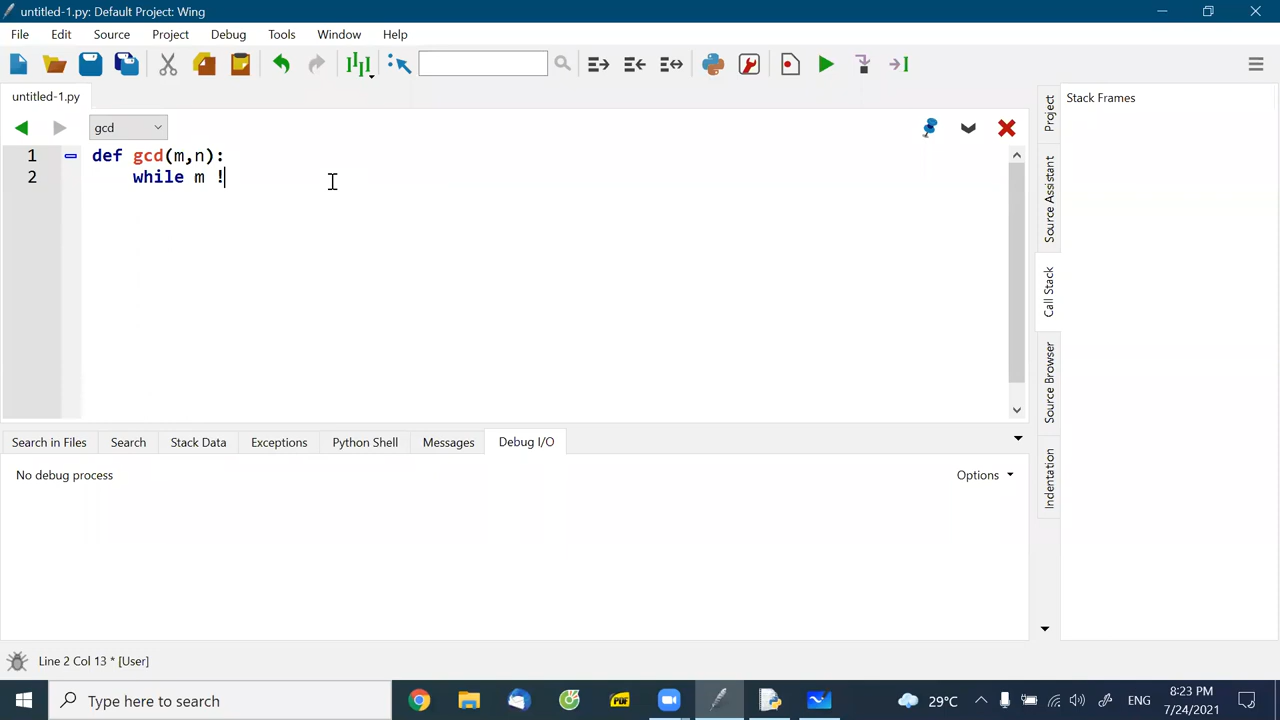 untitled-1.py: Default Project: Wing
File Edit Source Project Debug Tools Window Help
untitled-1.py
gcd
1 def gcd(m,n):
2 while m !
Search in Files Search Stack Data Exceptions Python Shell Messages Debug I/O
No debug process
Options
Project
Source Assistant
Call Stack
Source Browser
Indentation
Stack Frames
Line 2 Col 13 * [User]
Type here to search
PDF
29°C
ENG
8:23 PM
7/24/2021